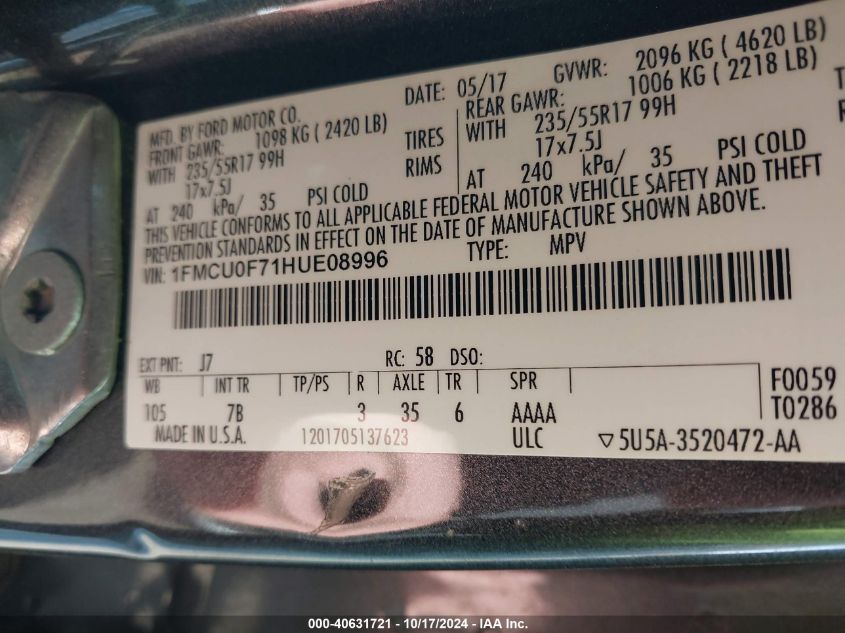 MFD. BY FORD MOTOR CO. DATE: 05/17 GVWR: 2096 KG ( 4620 LB)
FRONT GAWR: 1098 KG ( 2420 LB) REAR GAWR: 1006 KG ( 2218 LB)
WITH 235/55R17 99H TIRES WITH 235/55R17 99H
17x7.5J RIMS 17x7.5J
AT 240 kPa/ 35 PSI COLD AT 240 kPa/ 35 PSI COLD
THIS VEHICLE CONFORMS TO ALL APPLICABLE FEDERAL MOTOR VEHICLE SAFETY AND THEFT
PREVENTION STANDARDS IN EFFECT ON THE DATE OF MANUFACTURE SHOWN ABOVE.
VIN: 1FMCU0F71HUE08996 TYPE: MPV
EXT PNT: J7 RC: 58 DSO:
WB INT TR TP/PS R AXLE TR SPR F0059
105 7B 3 35 6 AAAA T0286
MADE IN U.S.A. 1201705137623 ULC ▽5U5A-3520472-AA
000-40631721 - 10/17/2024 - IAA Inc.